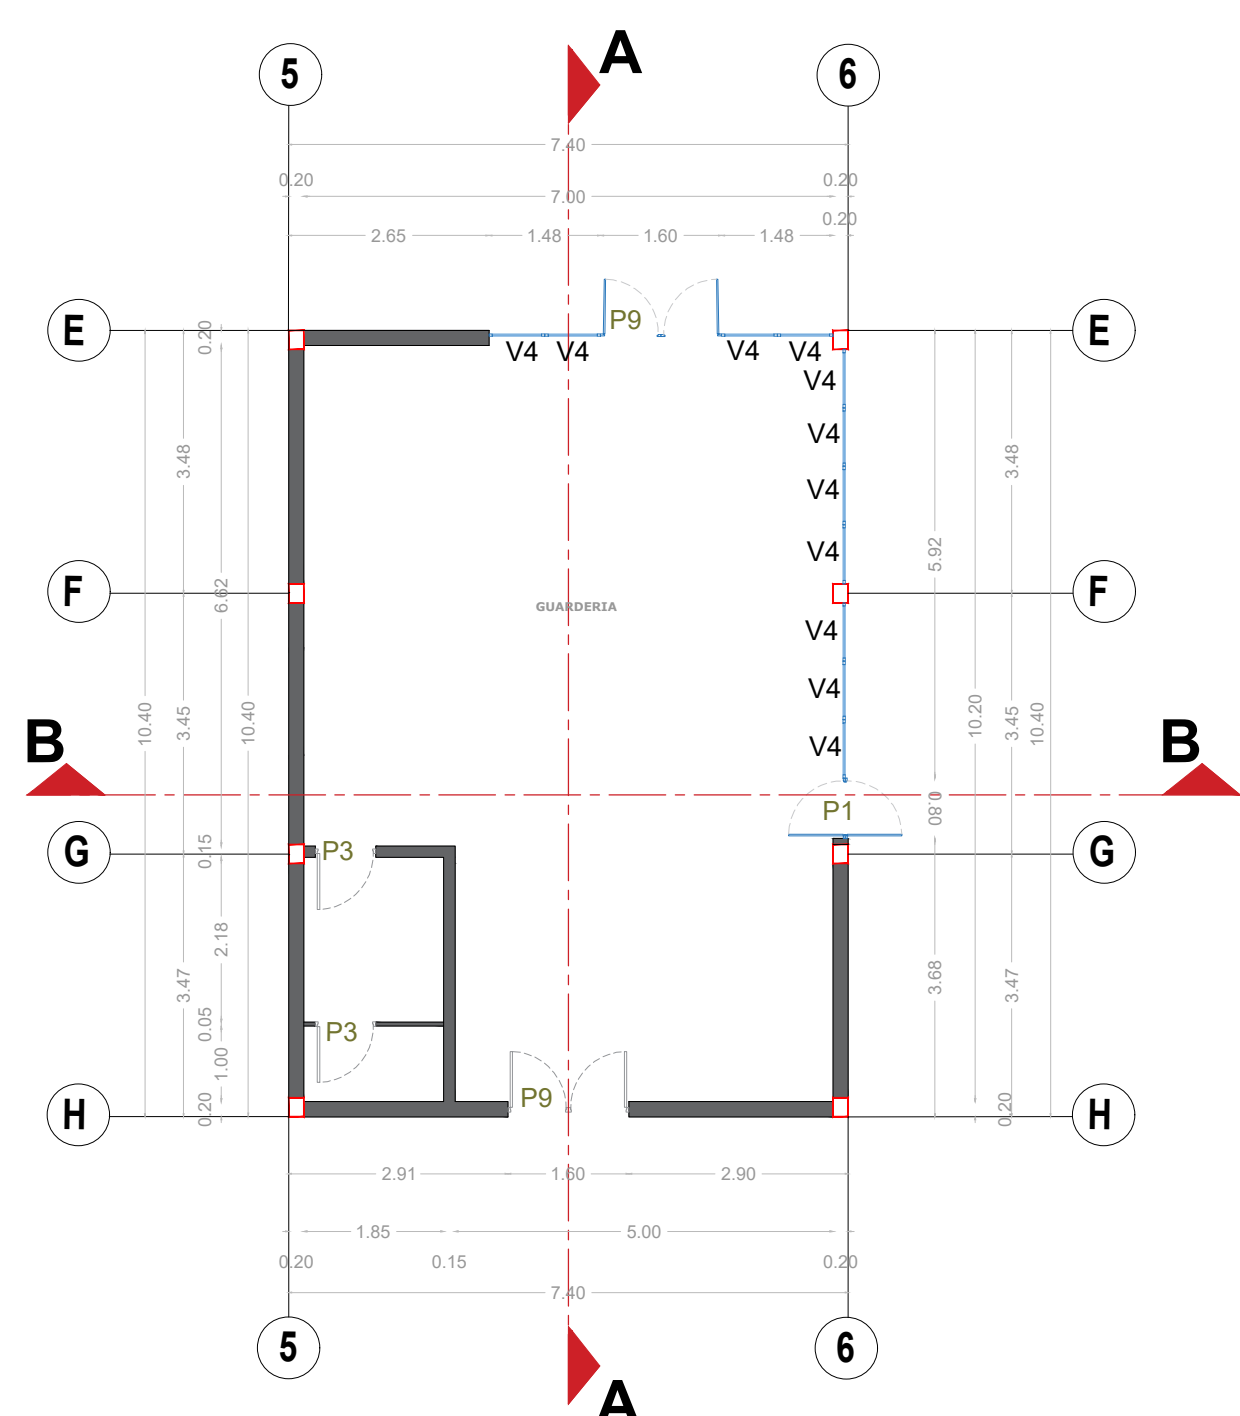 A
5
6
7.40
0.20
0.20
7.00
0.20
2.65
1.48
1.60
1.48
P9
E
E
0.20
V4
V4
V4
V4
V4
V4
3.48
3.48
V4
V4
5.92
F
F
6.62
GUARDERIA
V4
V4
10.40
3.45
10.40
10.20
3.45
10.40
B
B
V4
0.80
P1
G
G
0.15
P3
2.18
3.47
3.68
3.47
0.05
P3
1.00
P9
H
H
0.20
0.20
2.91
1.60
2.90
1.85
5.00
0.20
0.15
0.20
7.40
5
6
A